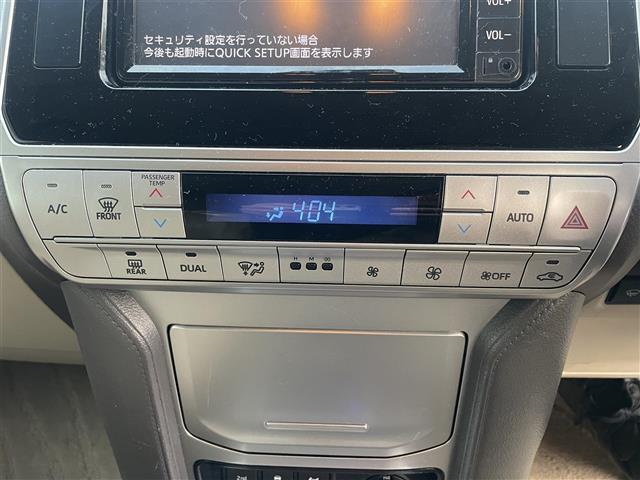 VOL+
セキュリティ設定を行っていない場合
今後も起動時にQUICK SETUP画面を表示します
VOL-
PASSENGER
TEMP
A/C
FRONT
404
AUTO
REAR
DUAL
H M
OFF
2nd